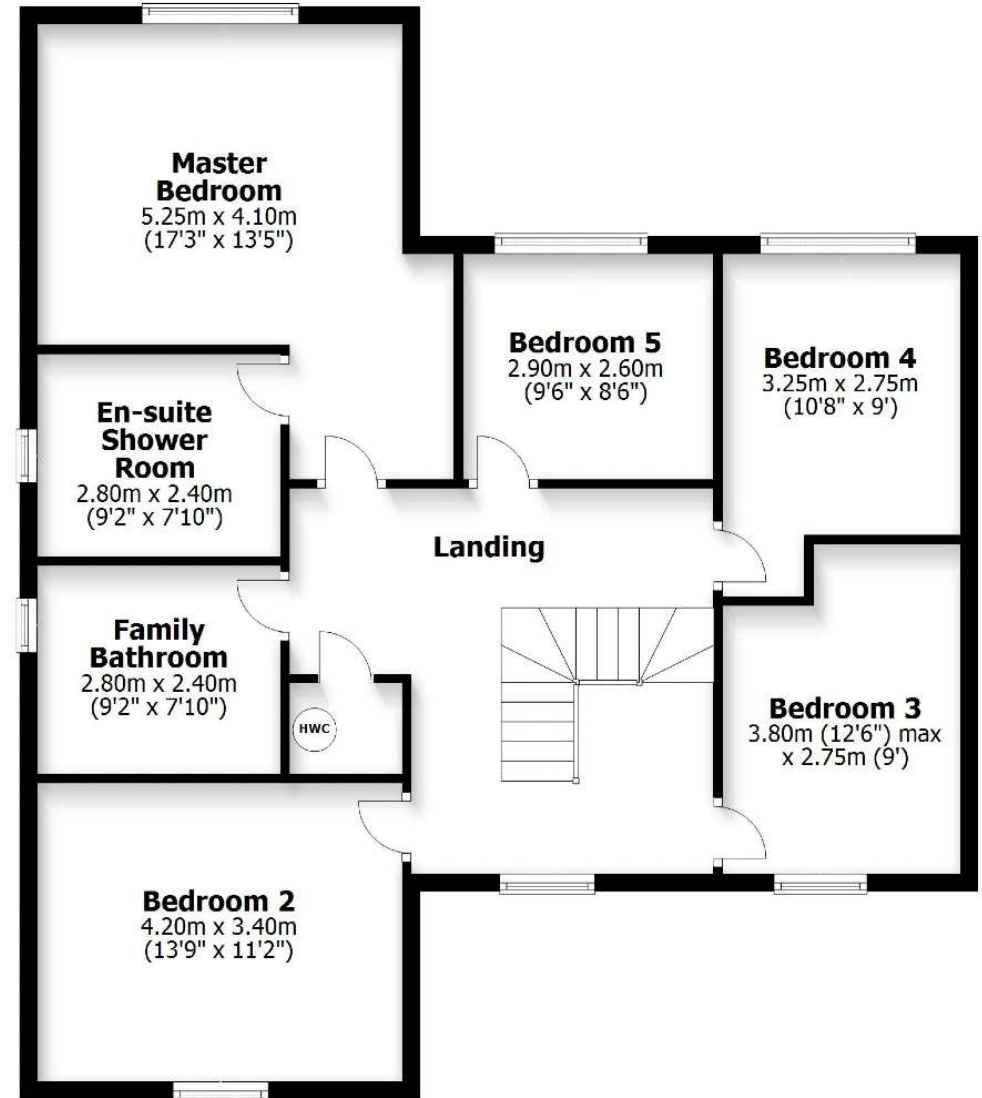 Master
Bedroom
5.25m x 4.10m
(17'3" x 13'5")
Bedroom 5
2.90m x 2.60m
(9'6" x 8'6")
Bedroom 4
3.25m x 2.75m
(10'8" x 9')
En-suite
Shower
Room
2.80m x 2.40m
(9'2" x 7'10")
Landing
Family
Bathroom
2.80m x 2.40m
(9'2" x 7'10")
HWC
Bedroom 3
3.80m (12'6") max
x 2.75m (9')
Bedroom 2
4.20m x 3.40m
(13'9" x 11'2")